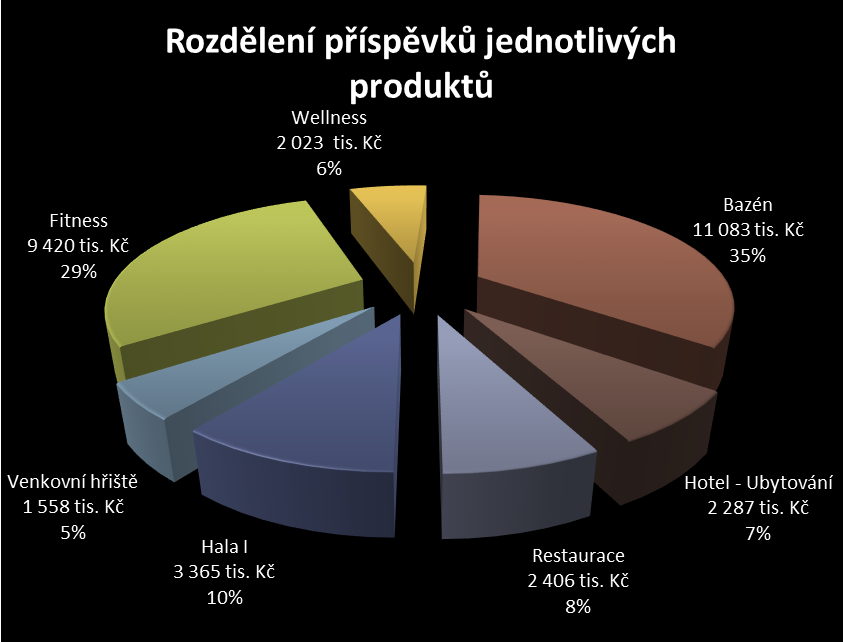 Rozdělení příspěvků jednotlivých
produktů
Wellness
2 023  tis. Kč
6%
Bazén
11 083 tis. Kč
35%
Fitness
9 420 tis. Kč
29%
Venkovní hřiště
1 558 tis. Kč
5%
Hotel - Ubytování
2 287 tis. Kč
7%
Hala I
3 365 tis. Kč
10%
Restaurace
2 406 tis. Kč
8%